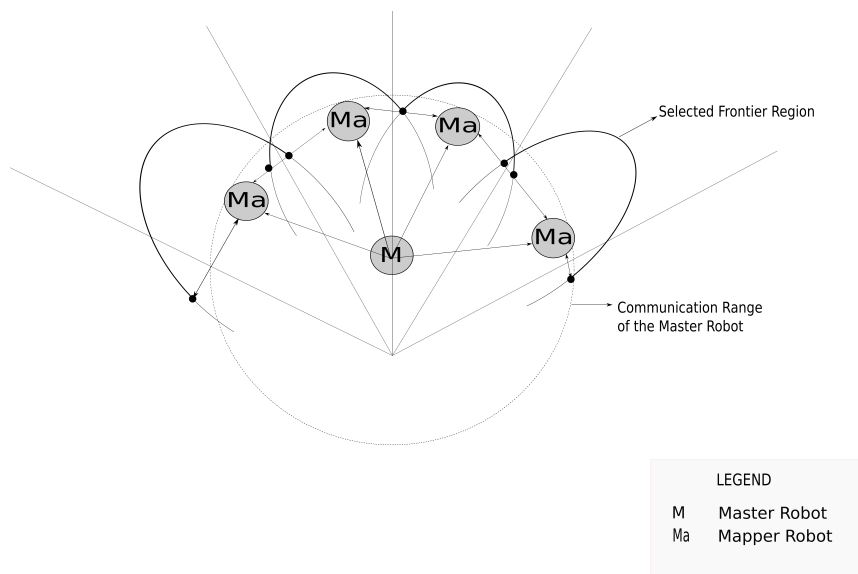 Ma
Ma
Selected Frontier Region
Ma
Ma
M
Communication Range
of the Master Robot
LEGEND
M Master Robot
Ma Mapper Robot